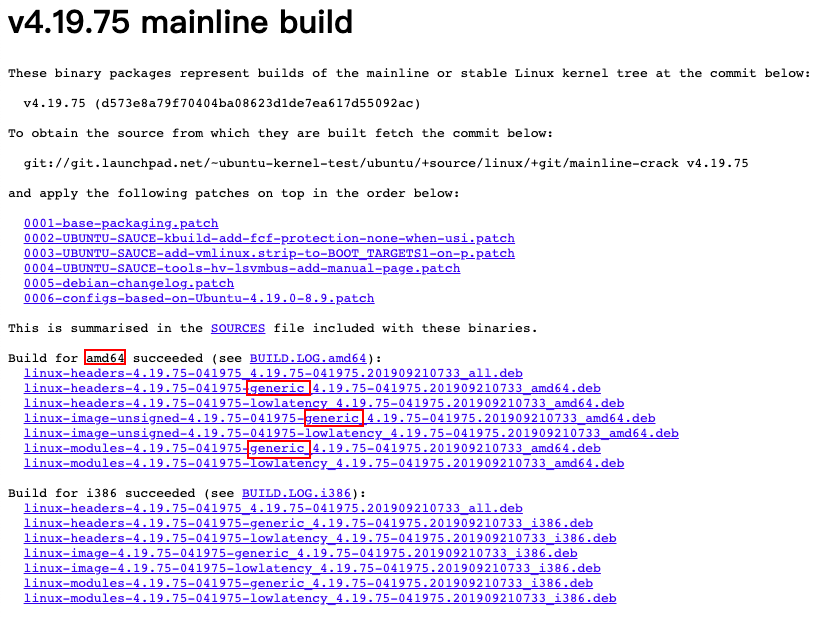 v4.19.75 mainline build
These binary packages represent builds of the mainline or stable Linux kernel tree at the commit below:
v4.19.75 (d573e8a79f70404ba08623d1de7ea617d55092ac)
To obtain the source from which they are built fetch the commit below:
git://git.launchpad.net/~ubuntu-kernel-test/ubuntu/+source/linux/+git/mainline-crack v4.19.75
and apply the following patches on top in the order below:
0001-base-packaging.patch
0002-UBUNTU-SAUCE-kbuild-add-fcf-protection-none-when-usi.patch
0003-UBUNTU-SAUCE-add-vmlinux.strip-to-BOOT_TARGETS1-on-p.patch
0004-UBUNTU-SAUCE-tools-hv-lsvmbus-add-manual-page.patch
0005-debian-changelog.patch
0006-configs-based-on-Ubuntu-4.19.0-8.9.patch
This is summarised in the SOURCES file included with these binaries.
Build for amd64 succeeded (see BUILD.LOG.amd64):
linux-headers-4.19.75-041975_4.19.75-041975.201909210733_all.deb
linux-headers-4.19.75-041975-generic_4.19.75-041975.201909210733_amd64.deb
linux-headers-4.19.75-041975-lowlatency_4.19.75-041975.201909210733_amd64.deb
linux-image-unsigned-4.19.75-041975-generic_4.19.75-041975.201909210733_amd64.deb
linux-image-unsigned-4.19.75-041975-lowlatency_4.19.75-041975.201909210733_amd64.deb
linux-modules-4.19.75-041975-generic_4.19.75-041975.201909210733_amd64.deb
linux-modules-4.19.75-041975-lowlatency_4.19.75-041975.201909210733_amd64.deb
Build for i386 succeeded (see BUILD.LOG.i386):
linux-headers-4.19.75-041975_4.19.75-041975.201909210733_all.deb
linux-headers-4.19.75-041975-generic_4.19.75-041975.201909210733_i386.deb
linux-headers-4.19.75-041975-lowlatency_4.19.75-041975.201909210733_i386.deb
linux-image-4.19.75-041975-generic_4.19.75-041975.201909210733_i386.deb
linux-image-4.19.75-041975-lowlatency_4.19.75-041975.201909210733_i386.deb
linux-modules-4.19.75-041975-generic_4.19.75-041975.201909210733_i386.deb
linux-modules-4.19.75-041975-lowlatency_4.19.75-041975.201909210733_i386.deb